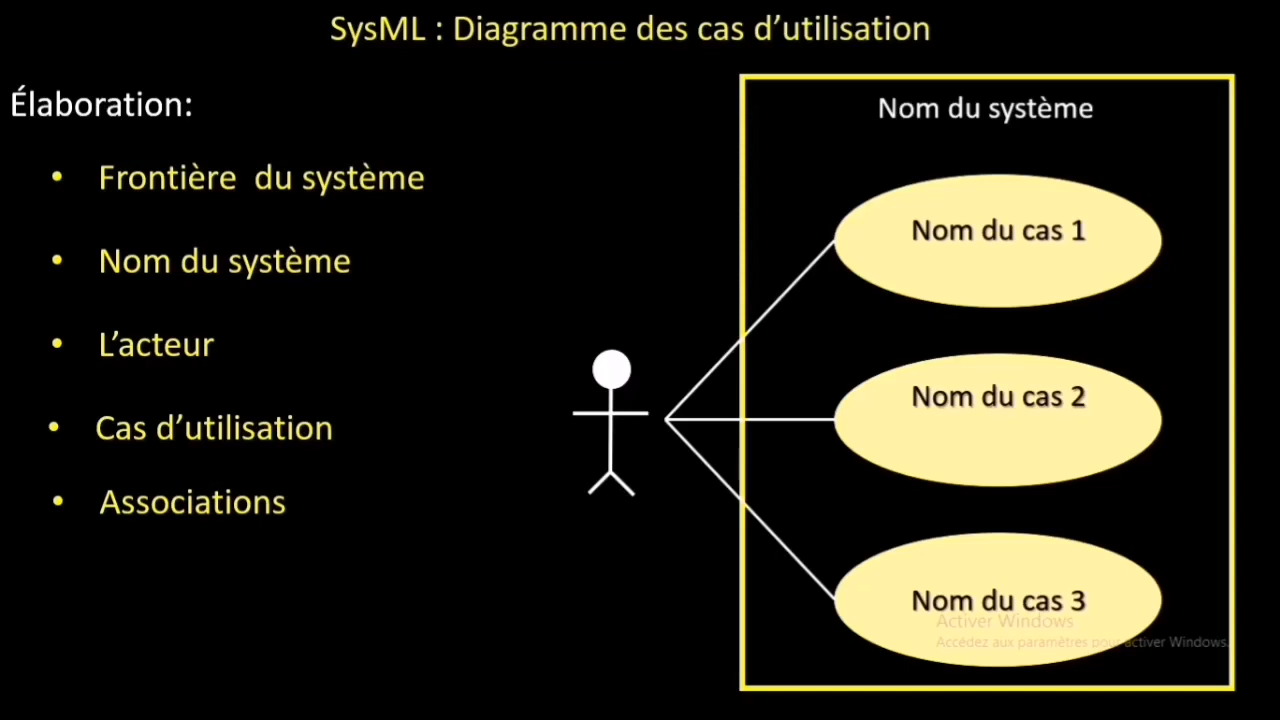 SysML : Diagramme des cas d’utilisation
Élaboration:
• Frontière du système
• Nom du système
• L’acteur
• Cas d’utilisation
• Associations
Nom du système
Nom du cas 1
Nom du cas 2
Nom du cas 3
Activer Windows
Accédez aux paramètres pour activer Windows.